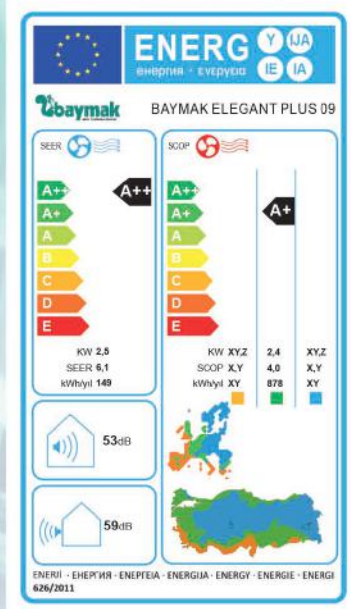 ENERG Y IJA
енергия · ενεργεια IE IA
baymak BAYMAK ELEGANT PLUS 09
SEER SCOP
A++ A++ A++
A+ A+ A+
A A
B B
C C
D D
E E
KW 2,5 KW XY,Z 2,4 XY,Z
SEER 6,1 SCOP X,Y 4,0 X,Y
kWh/yıl 149 kWh/yıl XY 878 XY
53dB
59dB
ENERJİ · ЕНЕРГИЯ · ΕΝΕΡΓΕΙΑ · ENERGIJA · ENERGY · ENERGIE · ENERGI
626/2011